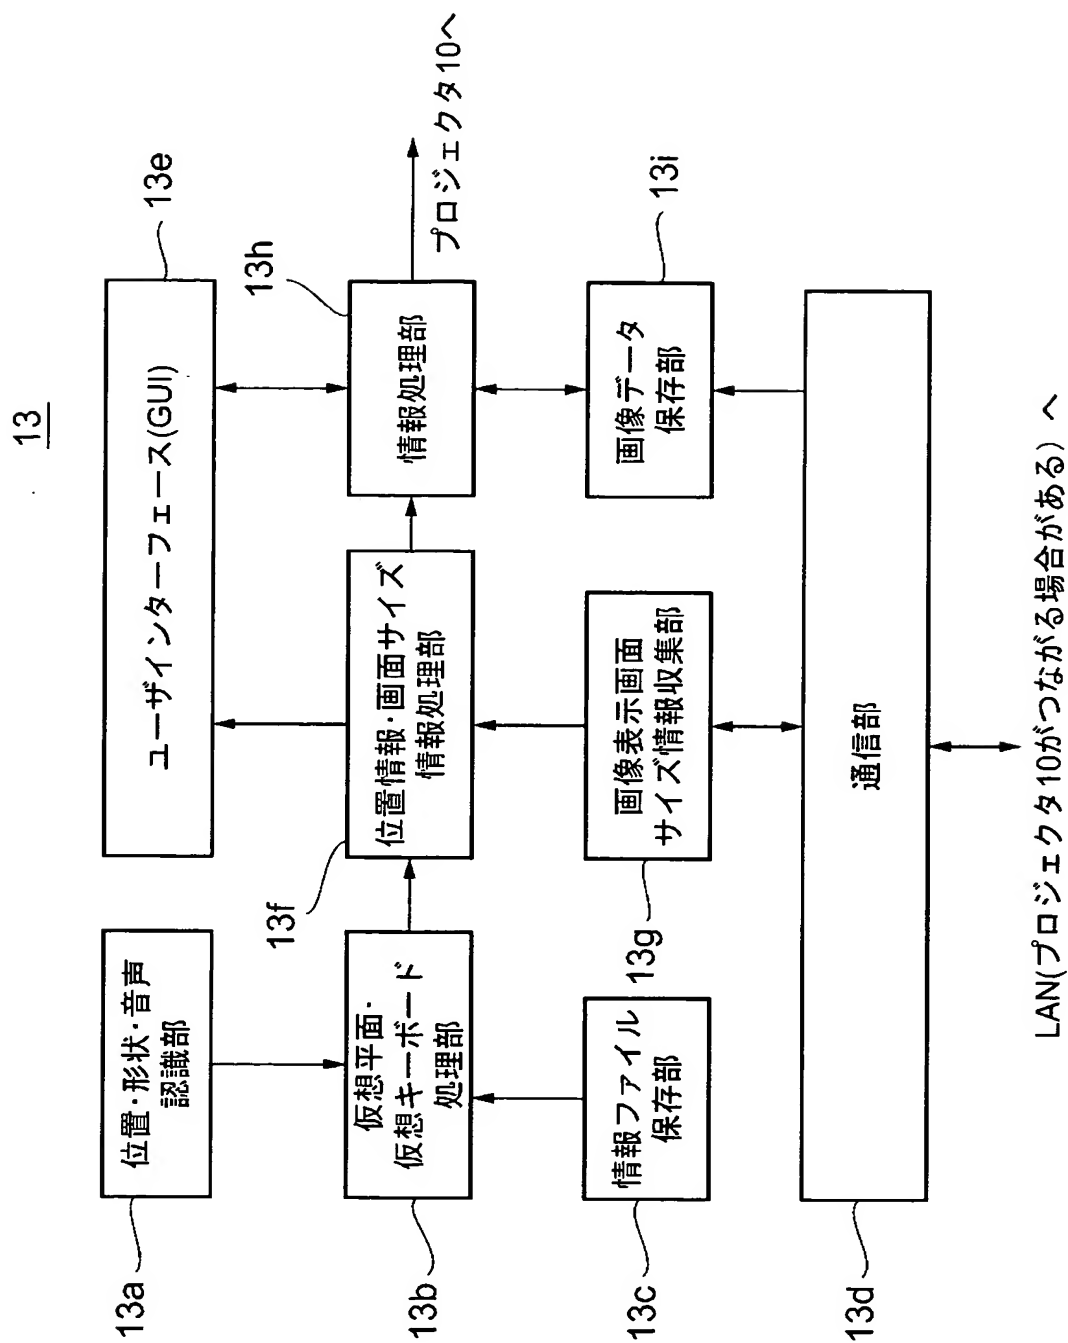 13
13a
位置・形状・音声
認識部
ユーザインターフェース(GUI)
13e
13b
仮想平面・
仮想キーボード
処理部
13f
位置情報・画面サイズ
情報処理部
13h
情報処理部
プロジェクタ10へ
13c
情報ファイル
保存部
13g
画像表示画面
サイズ情報収集部
画像データ
保存部
13i
13d
通信部
LAN(プロジェクタ10がつながる場合がある) へ